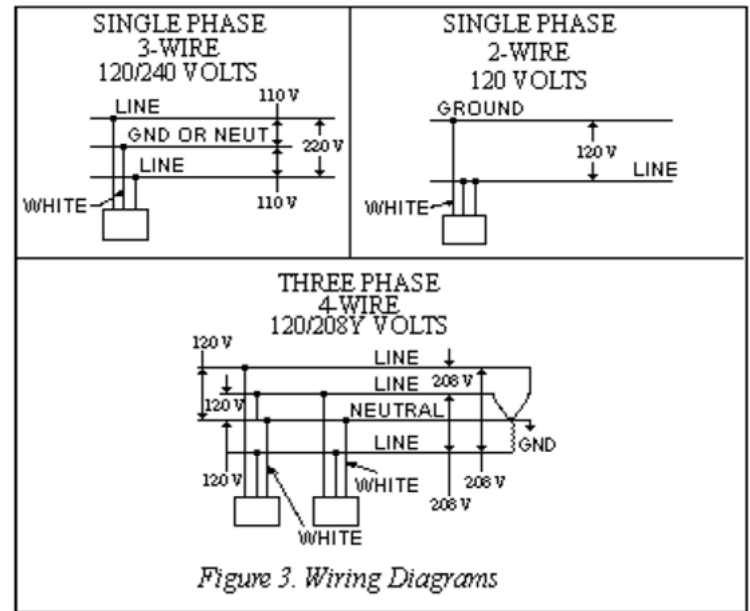 SINGLE PHASE
3-WIRE
120/240 VOLTS
110 V
LINE
GND OR NEUT
220 V
LINE
WHITE
110 V
SINGLE PHASE
2-WIRE
120 VOLTS
GROUND
120 V
LINE
WHITE
THREE PHASE
4-WIRE
120/208Y VOLTS
120 V
LINE
LINE
208 V
120 V
NEUTRAL
LINE
GND
120 V
WHITE
208 V
208 V
WHITE
Figure 3. Wiring Diagrams